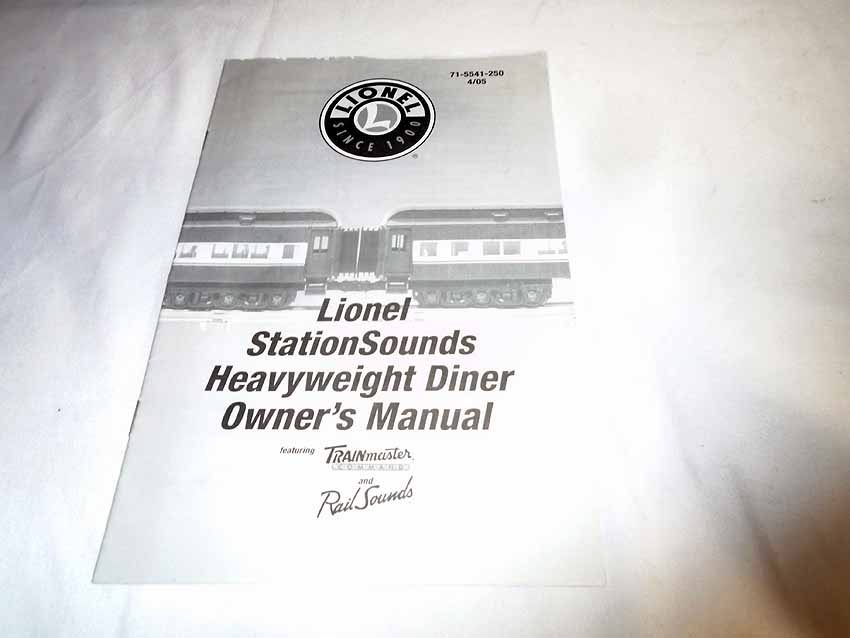 71-5541-250
4/05
LIONEL
SINCE 1900
®
Lionel
StationSounds
Heavyweight Diner
Owner's Manual
featuring TRAINmaster
COMMAND
and
RailSounds